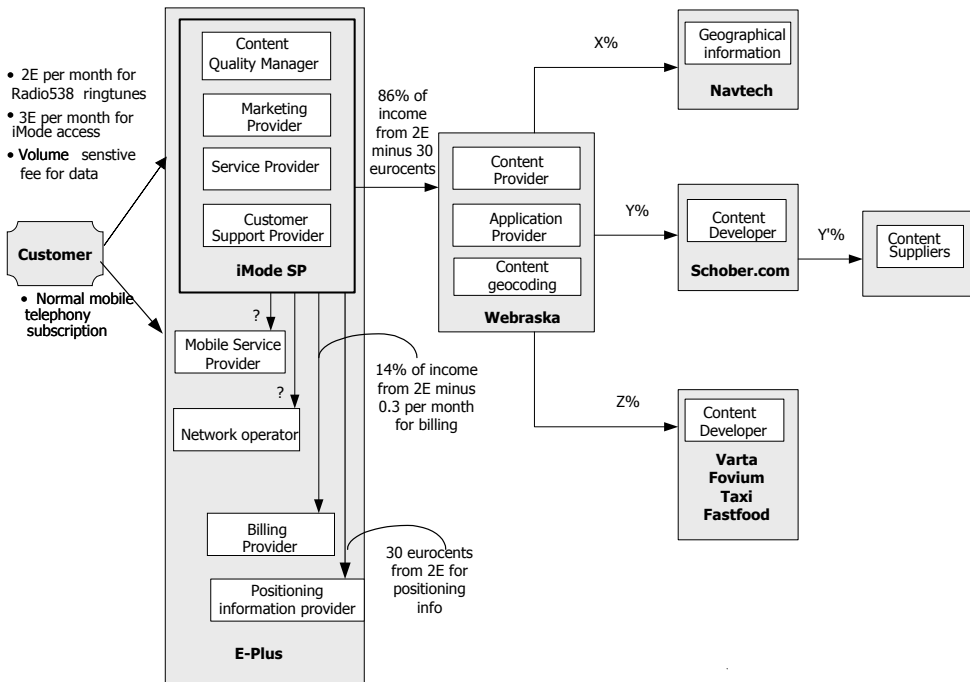 • 2E per month for
Radio538 ringtunes
• 3E per month for
iMode access
• Volume senstive
fee for data
Customer
• Normal mobile
telephony
subscription
Content
Quality Manager
Marketing
Provider
Service Provider
Customer
Support Provider
iMode SP
?
Mobile Service
Provider
?
Network operator
Billing
Provider
Positioning
information provider
E-Plus
86% of
income
from 2E
minus 30
eurocents
14% of income
from 2E minus
0.3 per month
for billing
30 eurocents
from 2E for
positioning
info
Content
Provider
Application
Provider
Content
geocoding
Webraska
X%
Geographical
information
Navtech
Y%
Content
Developer
Schober.com
Y'%
Content
Suppliers
Z%
Content
Developer
Varta
Fovium
Taxi
Fastfood